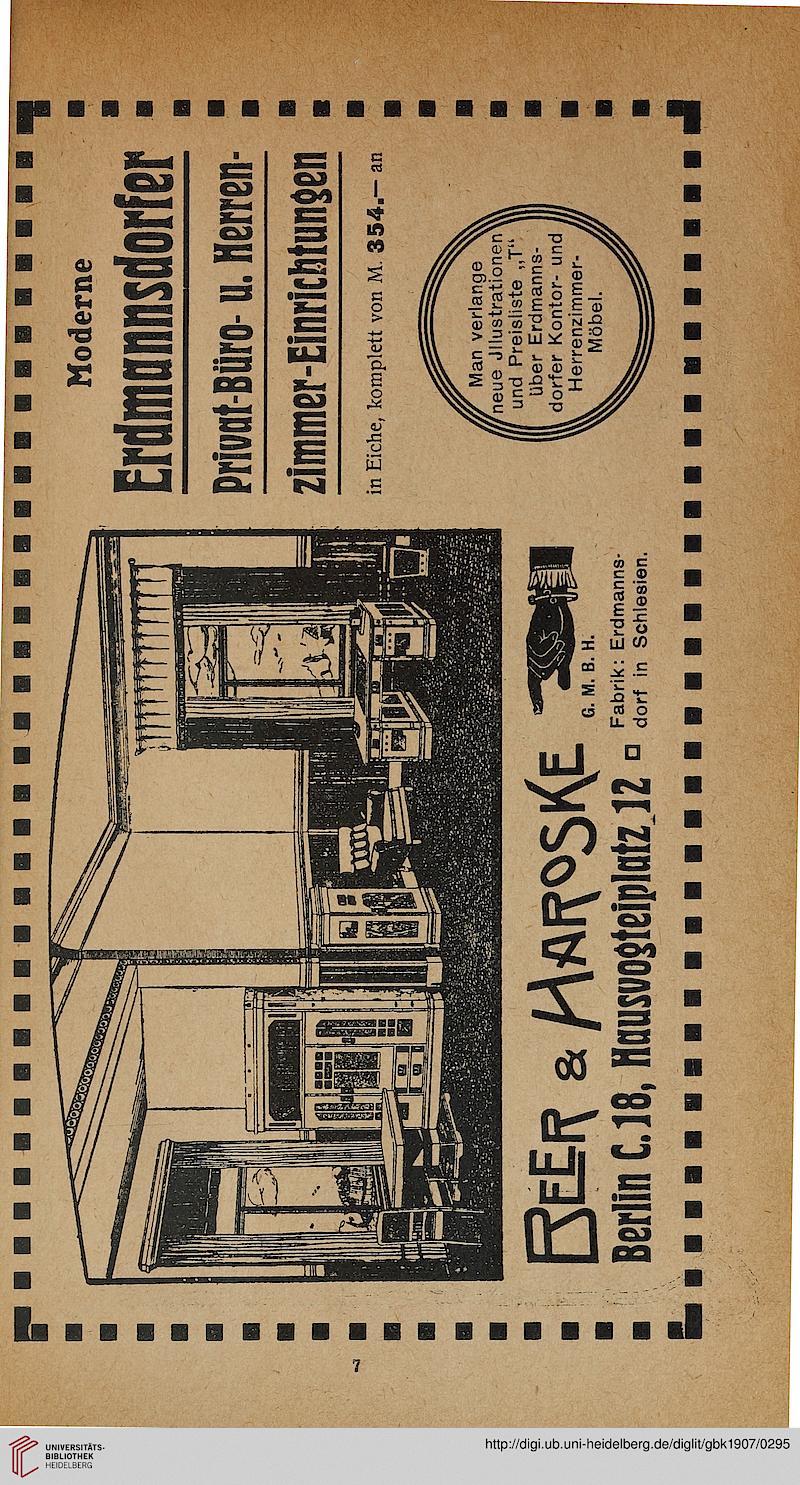 Moderne
Erdmannsdorfer
Privat-Büro- u. Herren-
zimmer-Einrichtungen
in Eiche, komplett von M. 354.— an
Man verlange
neue Jllustrationen
und Preisliste „T“
über Erdmanns-
dorfer Kontor- und
Herrenzimmer-
Möbel.
BEER & HAROSKE G. M. B. H.
Berlin C. 18, Hausvogteiplatz 12 □ Fabrik: Erdmanns-
dorf in Schlesien.
7
UNIVERSITÄTS-
BIBLIOTHEK
HEIDELBERG
http://digi.ub.uni-heidelberg.de/diglit/gbk1907/0295